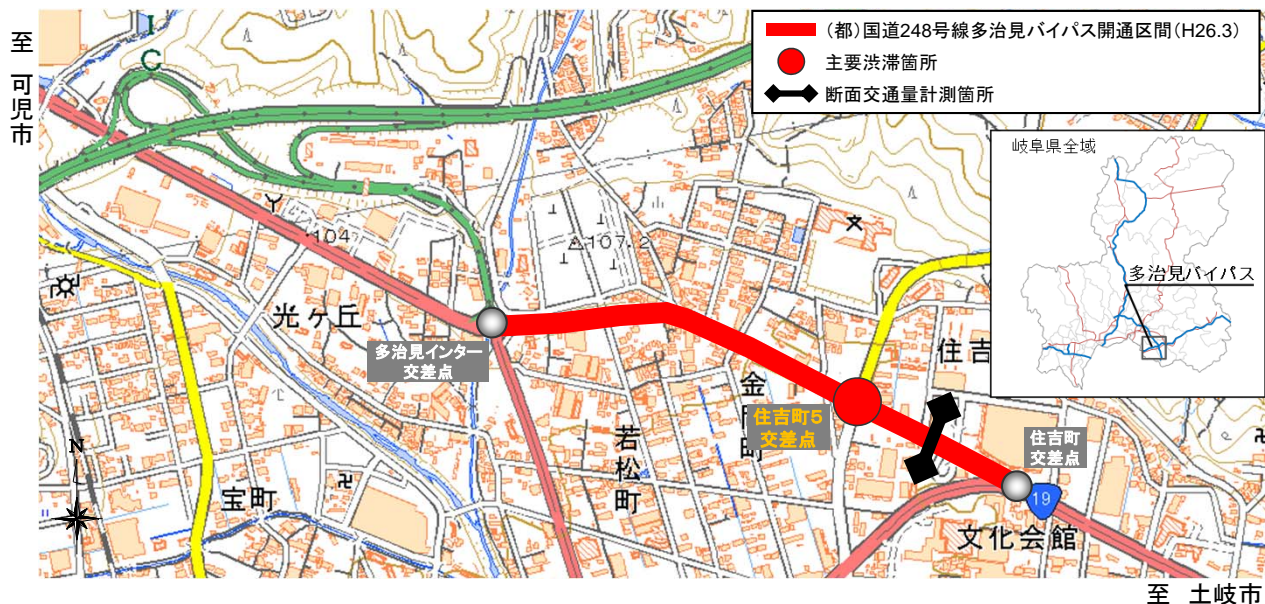 至
可児市
IC
(都)国道248号線多治見バイパス開通区間(H26.3)
主要渋滞箇所
断面交通量計測箇所
岐阜県全域
多治見バイパス
104
107.2
光ヶ丘
多治見インター
交差点
住吉町5
交差点
住吉
住吉町
交差点
若松町
宝町
19
文化会館
N
至 土岐市